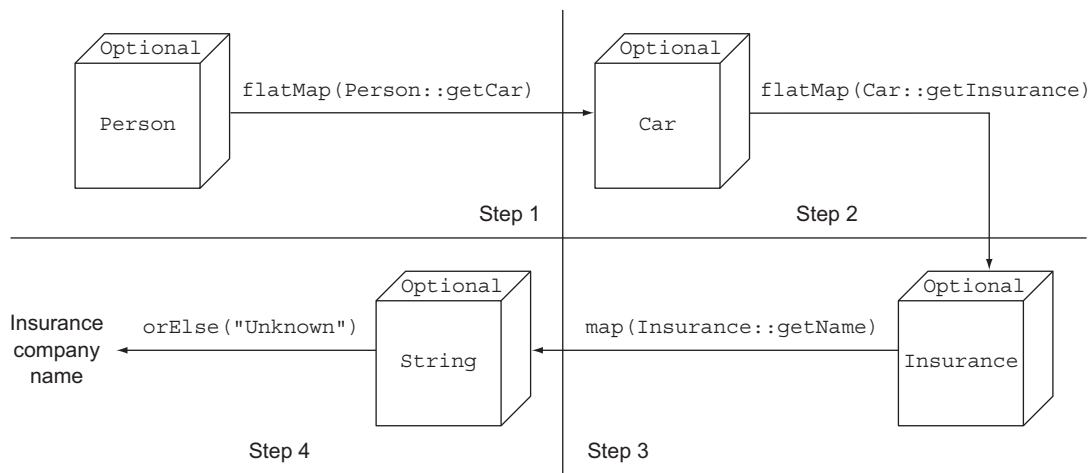 Optional
Person
flatMap(Person::getCar)
Step 1
Optional
Car
flatMap(Car::getInsurance)
Step 2
Optional
Insurance
map(Insurance::getName)
Step 3
Optional
String
orElse("Unknown")
Step 4
Insurance
company
name